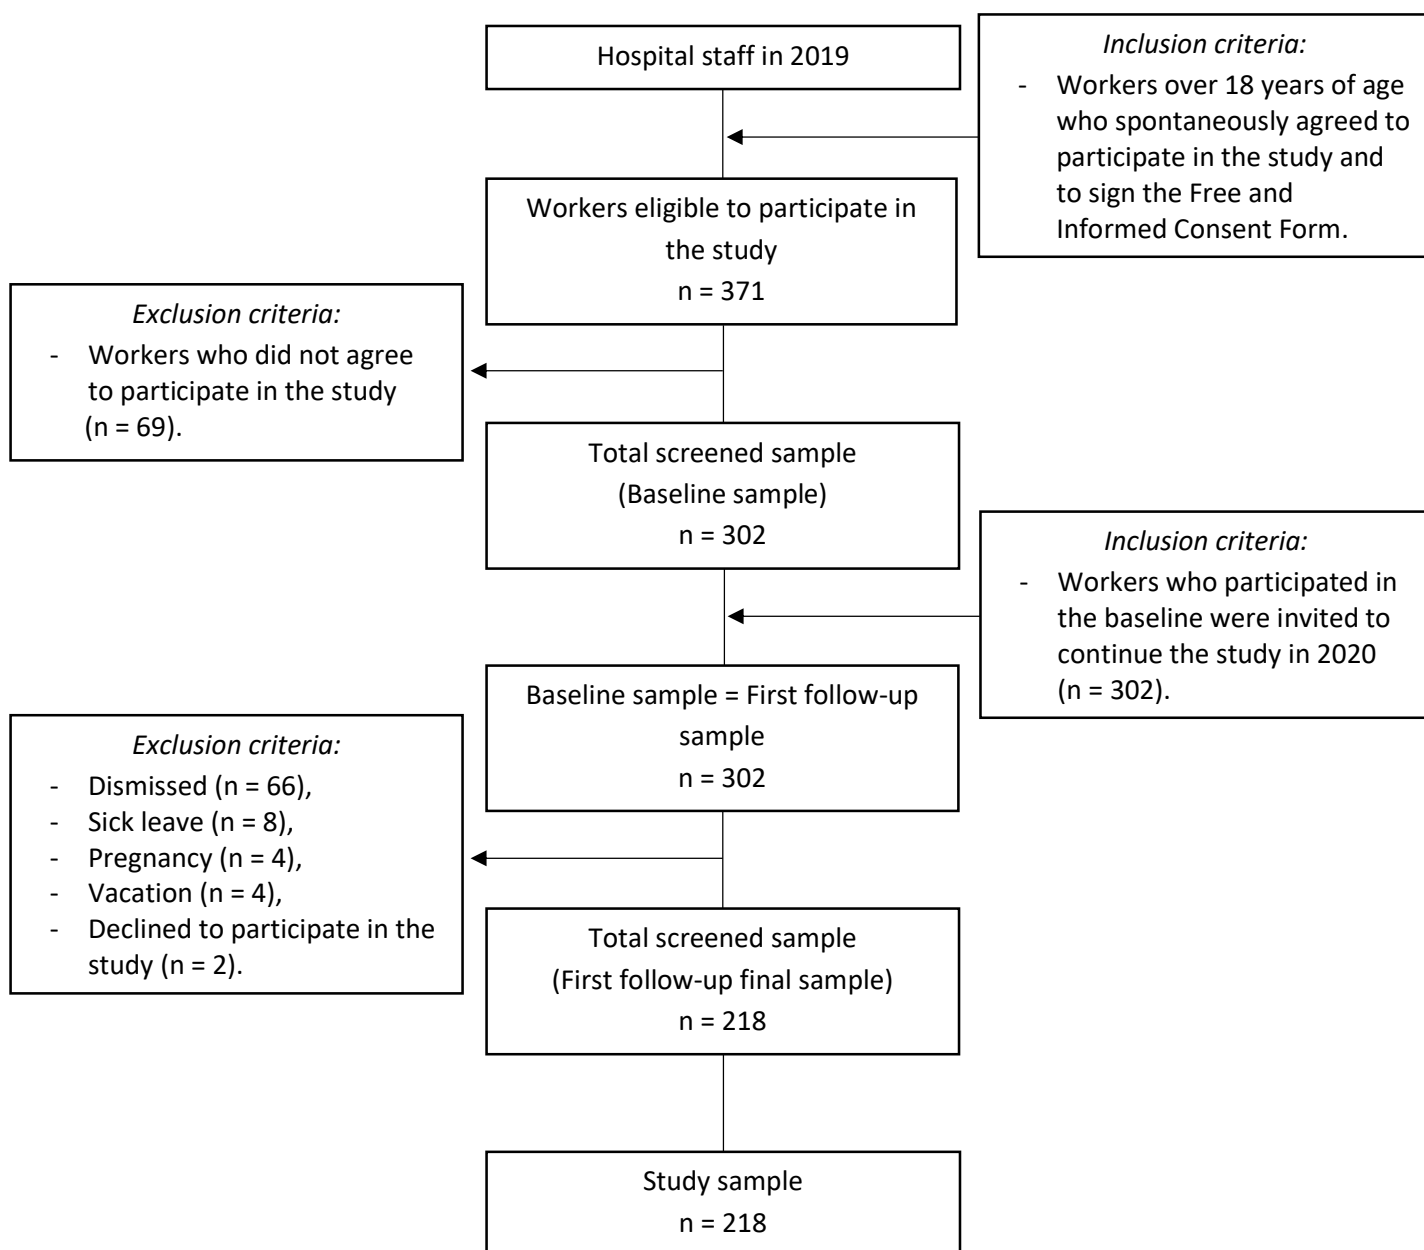 Hospital staff in 2019
Inclusion criteria:
- Workers over 18 years of age
who spontaneously agreed to
participate in the study and
to sign the Free and
Informed Consent Form.
Workers eligible to participate in
the study
n = 371
Exclusion criteria:
- Workers who did not agree
to participate in the study
(n = 69).
Total screened sample
(Baseline sample)
n = 302
Inclusion criteria:
- Workers who participated in
the baseline were invited to
continue the study in 2020
(n = 302).
Baseline sample = First follow-up
sample
n = 302
Exclusion criteria:
- Dismissed (n = 66),
- Sick leave (n = 8),
- Pregnancy (n = 4),
- Vacation (n = 4),
- Declined to participate in the
study (n = 2).
Total screened sample
(First follow-up final sample)
n = 218
Study sample
n = 218